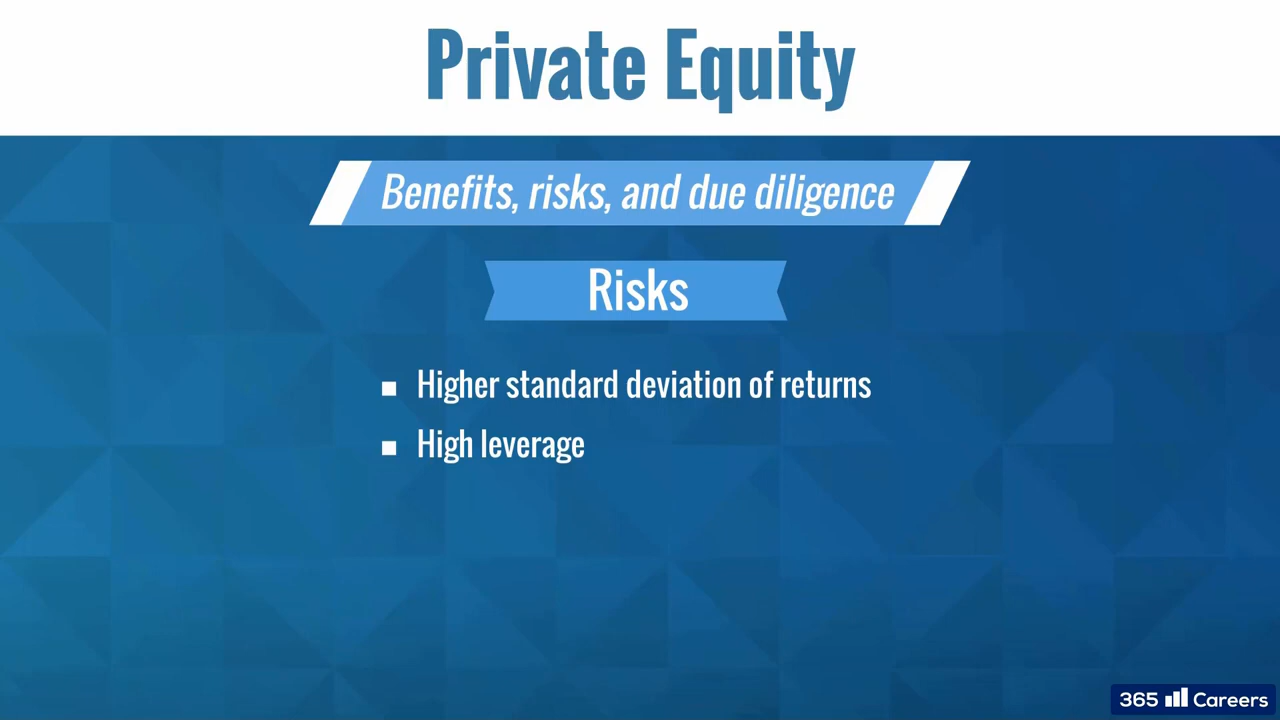 Private Equity
Benefits, risks, and due diligence
Risks
Higher standard deviation of returns
High leverage
365 Careers